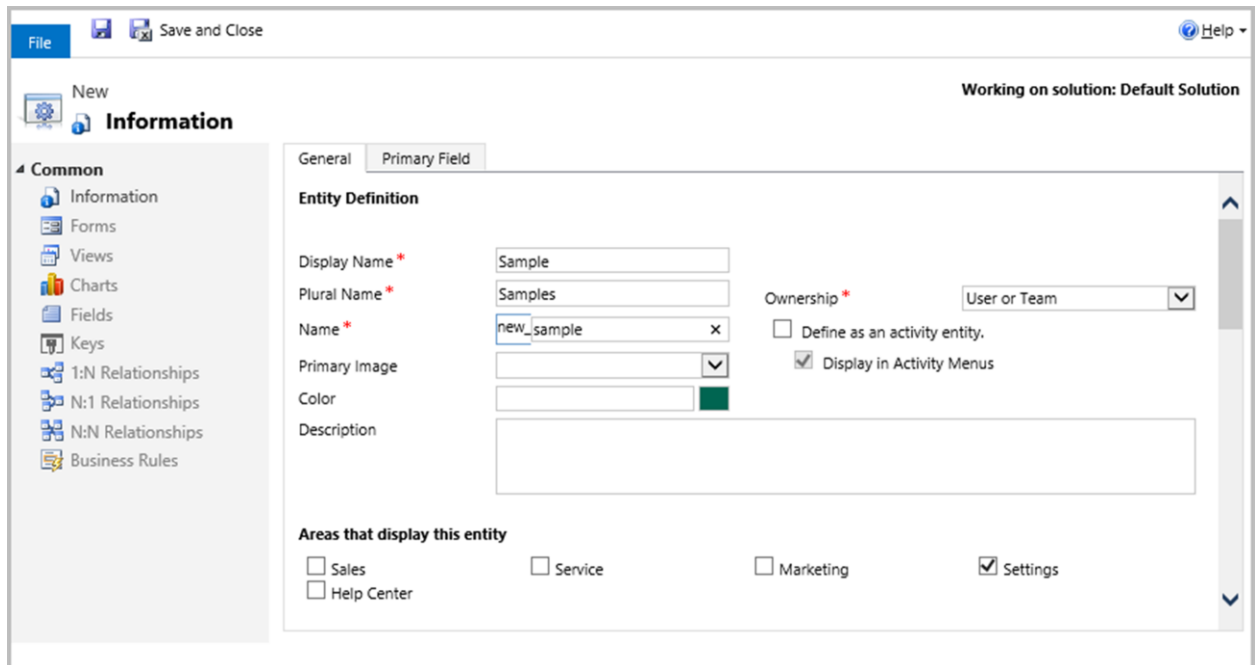 File
Save and Close
Help
New
Information
Working on solution: Default Solution
Common
Information
Forms
Views
Charts
Fields
Keys
1:N Relationships
N:1 Relationships
N:N Relationships
Business Rules
General Primary Field
Entity Definition
Display Name * Sample
Plural Name * Samples
Ownership * User or Team
Name * new_ sample
Define as an activity entity.
Primary Image
Display in Activity Menus
Color
Description
Areas that display this entity
Sales Service Marketing Settings
Help Center